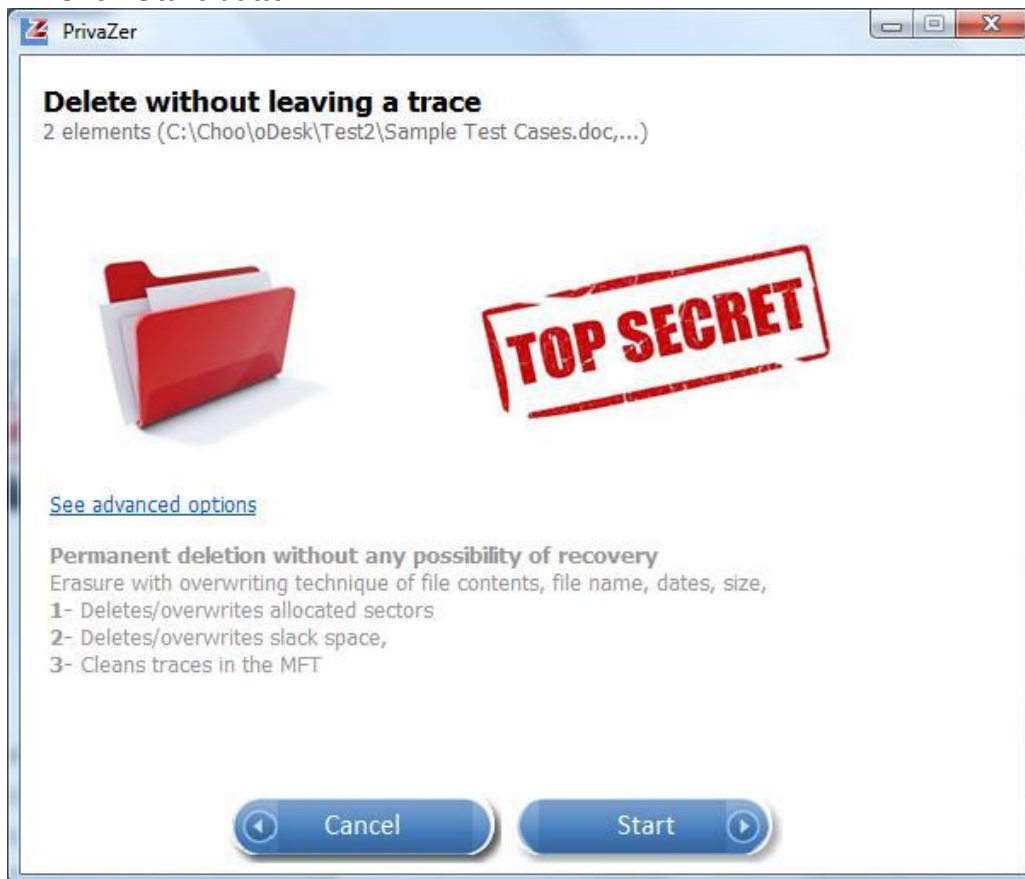 PrivaZer
Delete without leaving a trace
2 elements (C:\Choo\oDesk\Test2\Sample Test Cases.doc,...)
TOP SECRET
See advanced options
Permanent deletion without any possibility of recovery
Erasure with overwriting technique of file contents, file name, dates, size,
1- Deletes/overwrites allocated sectors
2- Deletes/overwrites slack space,
3- Cleans traces in the MFT
Cancel
Start